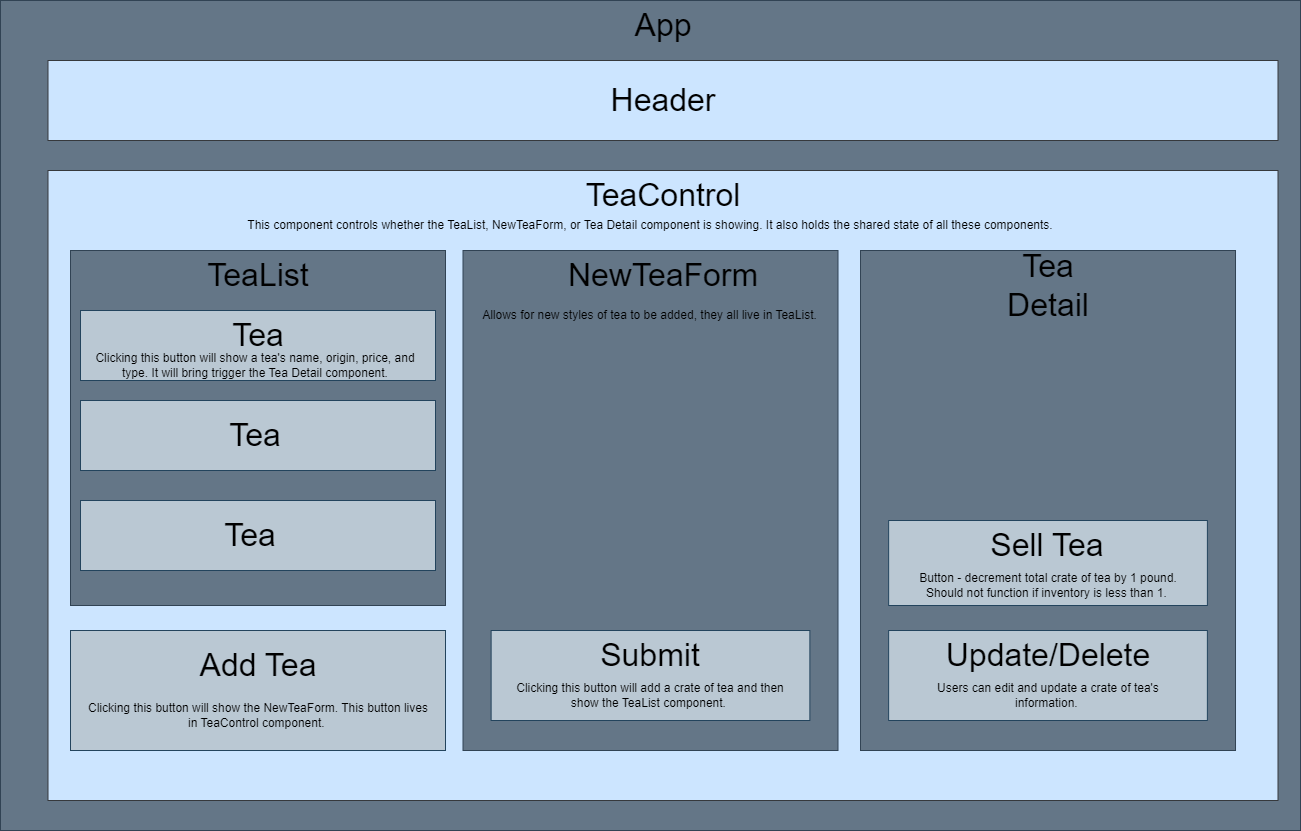 App
Header
TeaControl
This component controls whether the TeaList, NewTeaForm, or Tea Detail component is showing. It also holds the shared state of all these components.
TeaList
Tea
Clicking this button will show a tea's name, origin, price, and
type. It will bring trigger the Tea Detail component.
Tea
Tea
Add Tea
Clicking this button will show the NewTeaForm. This button lives
in TeaControl component.
NewTeaForm
Allows for new styles of tea to be added, they all live in TeaList.
Submit
Clicking this button will add a crate of tea and then
show the TeaList component.
Tea
Detail
Sell Tea
Button - decrement total crate of tea by 1 pound.
Should not function if inventory is less than 1.
Update/Delete
Users can edit and update a crate of tea's
information.